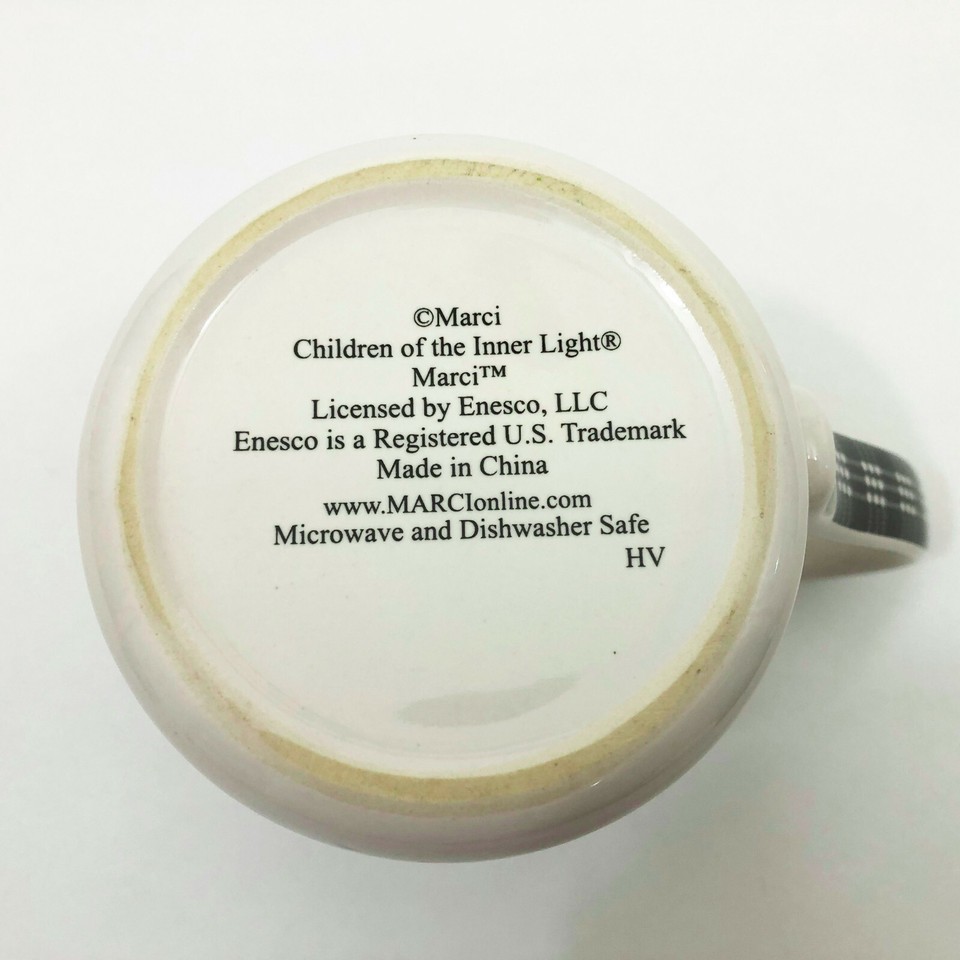 ©Marci
Children of the Inner Light®
Marci™
Licensed by Enesco, LLC
Enesco is a Registered U.S. Trademark
Made in China
www.MARCIonline.com
Microwave and Dishwasher Safe
HV